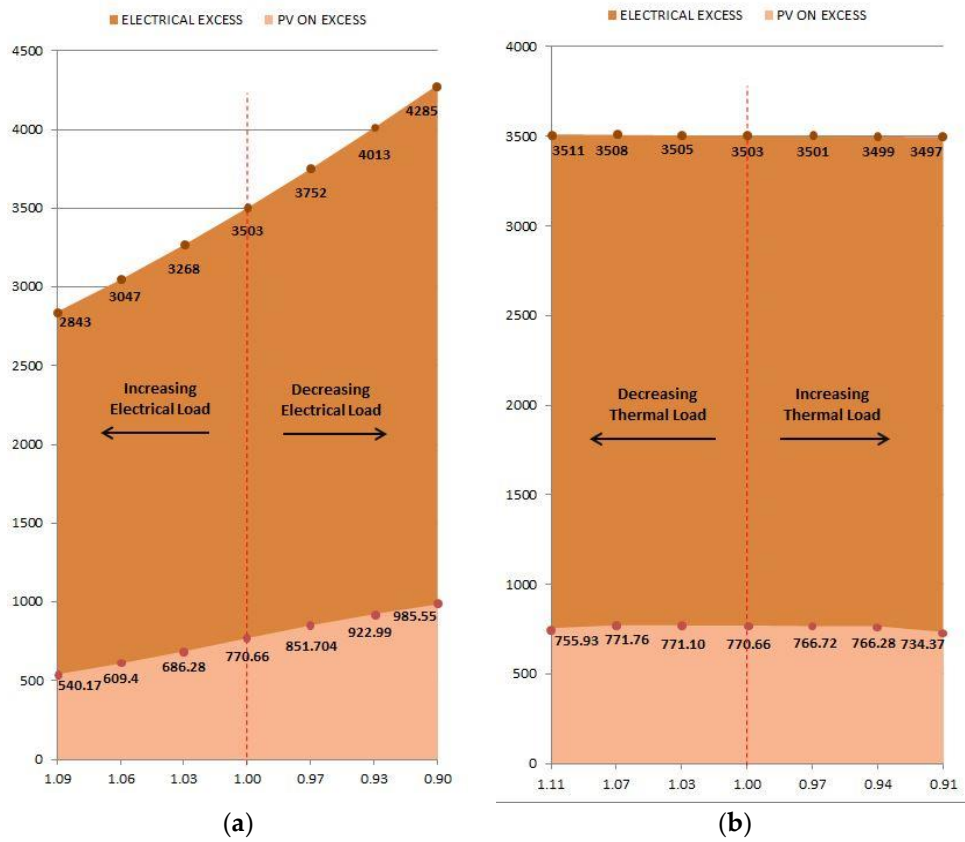 ELECTRICAL EXCESS PV ON EXCESS
4500
4000
3500
3000
2500
2000
1500
1000
500
0
4285
4013
3752
3503
3268
3047
2843
Increasing
Electrical Load
Decreasing
Electrical Load
985.55
922.99
851.704
770.66
686.28
609.4
540.17
1.09 1.06 1.03 1.00 0.97 0.93 0.90
(a)
ELECTRICAL EXCESS PV ON EXCESS
4000
3500
3000
2500
2000
1500
1000
500
0
3511 3508 3505 3503 3501 3499 3497
Decreasing
Thermal Load
Increasing
Thermal Load
755.93 771.76 771.10 770.66 766.72 766.28 734.37
1.11 1.07 1.03 1.00 0.97 0.94 0.91
(b)